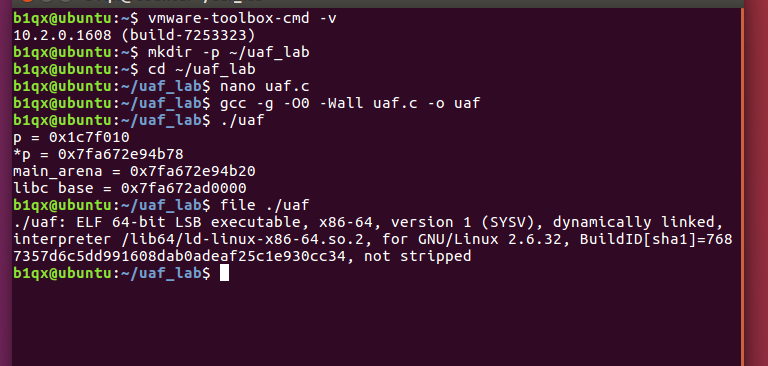 b1qx@ubuntu:~$ vmware-toolbox-cmd -v
10.2.0.1608 (build-7253323)
b1qx@ubuntu:~$ mkdir -p ~/uaf_lab
b1qx@ubuntu:~$ cd ~/uaf_lab
b1qx@ubuntu:~/uaf_lab$ nano uaf.c
b1qx@ubuntu:~/uaf_lab$ gcc -g -O0 -Wall uaf.c -o uaf
b1qx@ubuntu:~/uaf_lab$ ./uaf
p = 0x1c7f010
*p = 0x7fa672e94b78
main_arena = 0x7fa672e94b20
libc base = 0x7fa672ad0000
b1qx@ubuntu:~/uaf_lab$ file ./uaf
./uaf: ELF 64-bit LSB executable, x86-64, version 1 (SYSV), dynamically linked,
interpreter /lib64/ld-linux-x86-64.so.2, for GNU/Linux 2.6.32, BuildID[sha1]=768
7357d6c5dd991608dab0adeaf25c1e930cc34, not stripped
b1qx@ubuntu:~/uaf_lab$